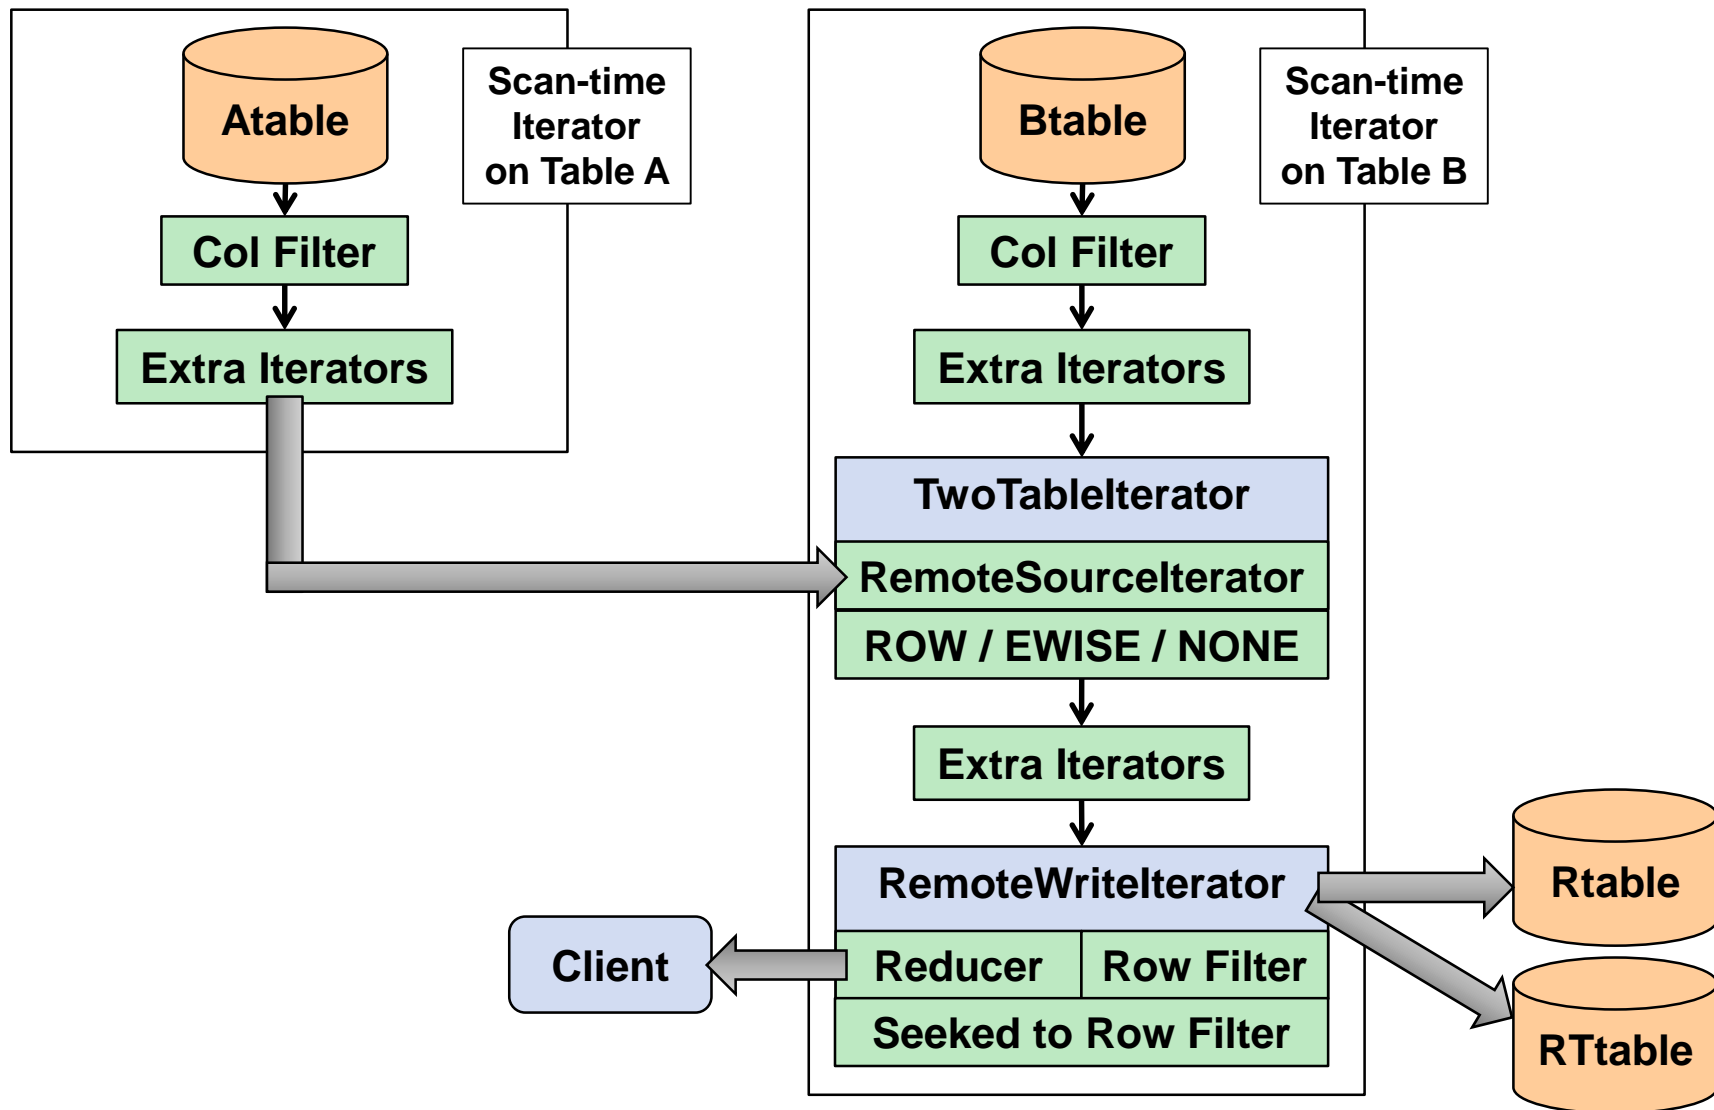 Atable
Scan-time
Iterator
on Table A
Col Filter
Extra Iterators
Btable
Scan-time
Iterator
on Table B
Col Filter
Extra Iterators
TwoTableIterator
RemoteSourceIterator
ROW / EWISE / NONE
Extra Iterators
RemoteWriteIterator
Reducer
Row Filter
Seeked to Row Filter
Client
Rtable
RTtable